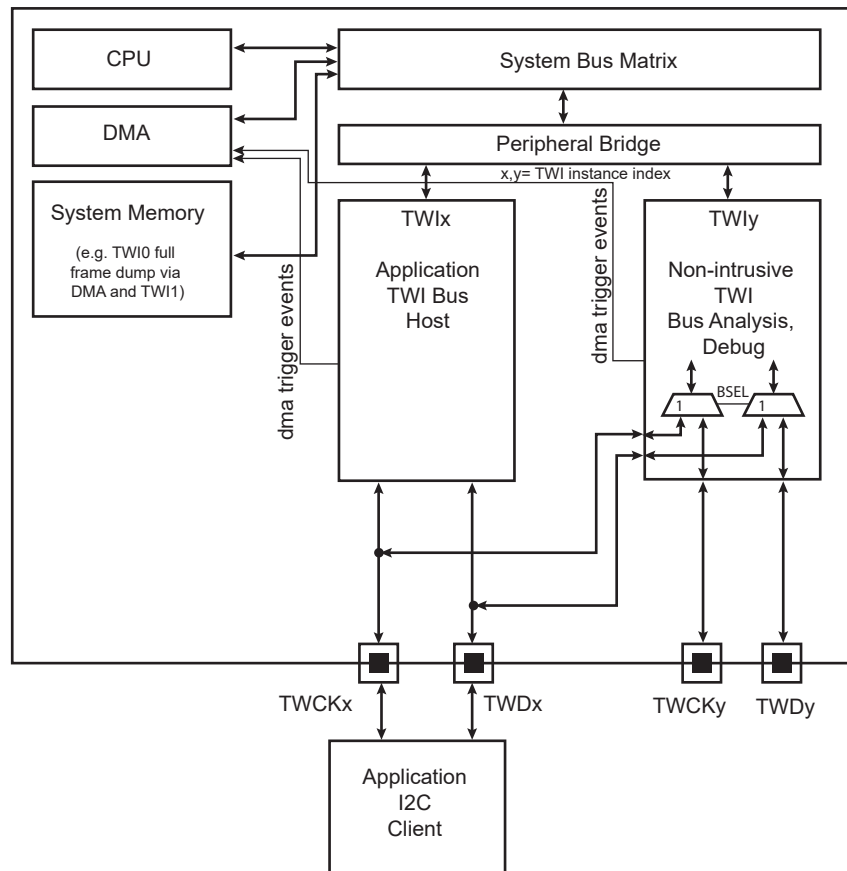 CPU
System Bus Matrix
DMA
Peripheral Bridge
x,y= TWI instance index
System Memory
(e.g. TWI0 full
frame dump via
DMA and TWI1)
dma trigger events
TWIx
Application
TWI Bus
Host
dma trigger events
TWIy
Non-intrusive
TWI
Bus Analysis,
Debug
BSEL
1
1
TWCKx
TWDx
TWCKy
TWDy
Application
I2C
Client